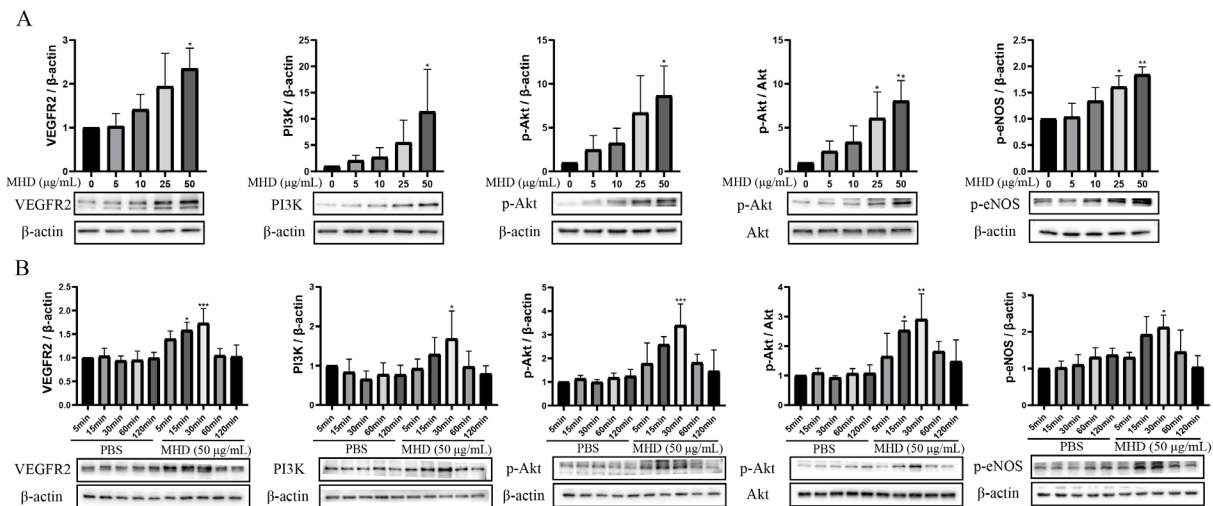 A
VEGFR2 / β-actin
3
2
1
0
MHD (μg/mL)
0 5 10 25 50
VEGFR2
β-actin
PI3K / β-actin
25
20
15
10
5
0
MHD (μg/mL)
0 5 10 25 50
PI3K
β-actin
p-Akt / β-actin
15
10
5
0
MHD (μg/mL)
0 5 10 25 50
p-Akt
β-actin
p-Akt / Akt
15
10
5
0
MHD (μg/mL)
0 5 10 25 50
p-Akt
Akt
p-eNOS / β-actin
2.5
2.0
1.5
1.0
0.5
0.0
MHD (μg/mL)
0 5 10 25 50
p-eNOS
β-actin
B
VEGFR2 / β-actin
2.5
2.0
1.5
1.0
0.5
0.0
5min 15min 30min 60min 120min 5min 15min 30min 60min 120min
PBS MHD (50 μg/mL)
VEGFR2
β-actin
PI3K / β-actin
3
2
1
0
5min 15min 30min 60min 120min 5min 15min 30min 60min 120min
PBS MHD (50 μg/mL)
PI3K
β-actin
p-Akt / β-actin
5
4
3
2
1
0
5min 15min 30min 60min 120min 5min 15min 30min 60min 120min
PBS MHD (50 μg/mL)
p-Akt
β-actin
p-Akt / Akt
4
3
2
1
0
5min 15min 30min 60min 120min 5min 15min 30min 60min 120min
PBS MHD (50 μg/mL)
p-Akt
Akt
p-eNOS / β-actin
3
2
1
0
5min 15min 30min 60min 120min 5min 15min 30min 60min 120min
PBS MHD (50 μg/mL)
p-eNOS
β-actin